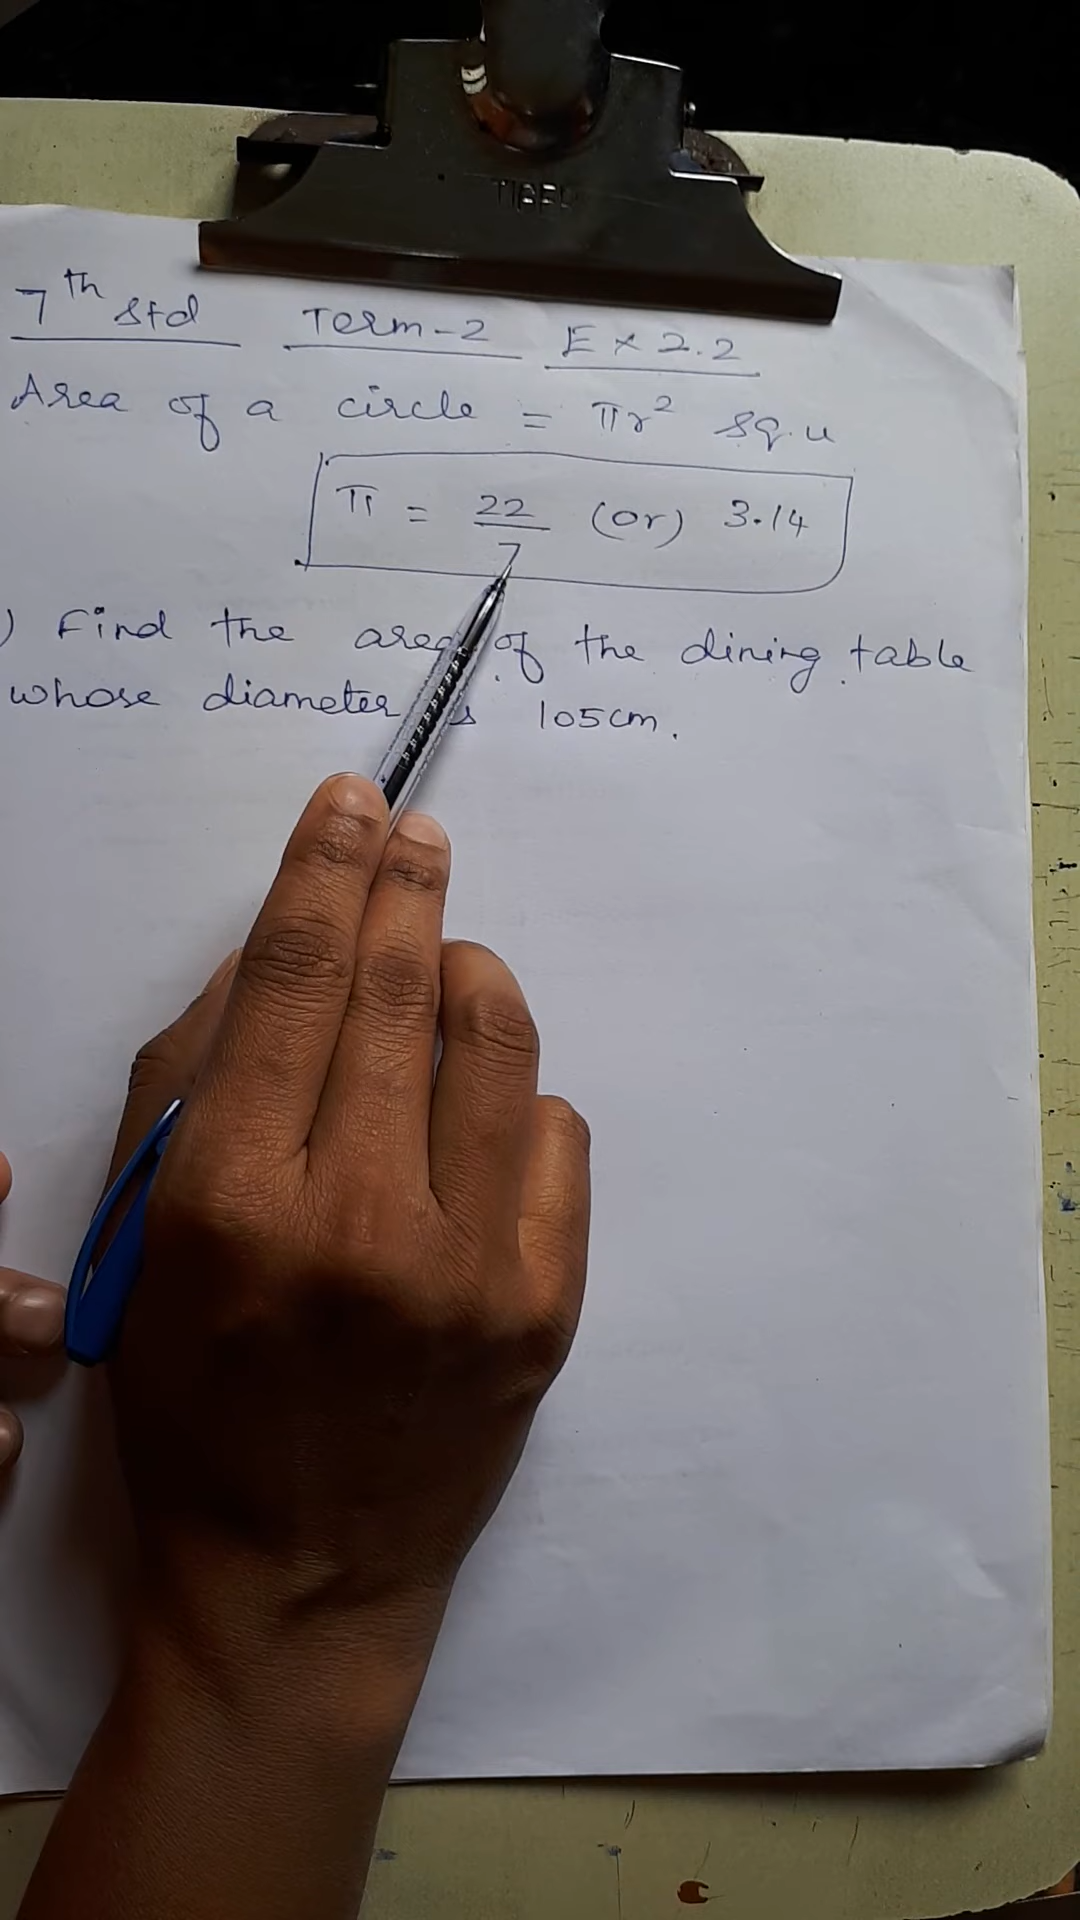 7th std Term-2 Ex 2.2
Area of a circle = πr² sq.u
π = 22/7 (or) 3.14
) Find the area of the dining table
whose diameter is 105cm.